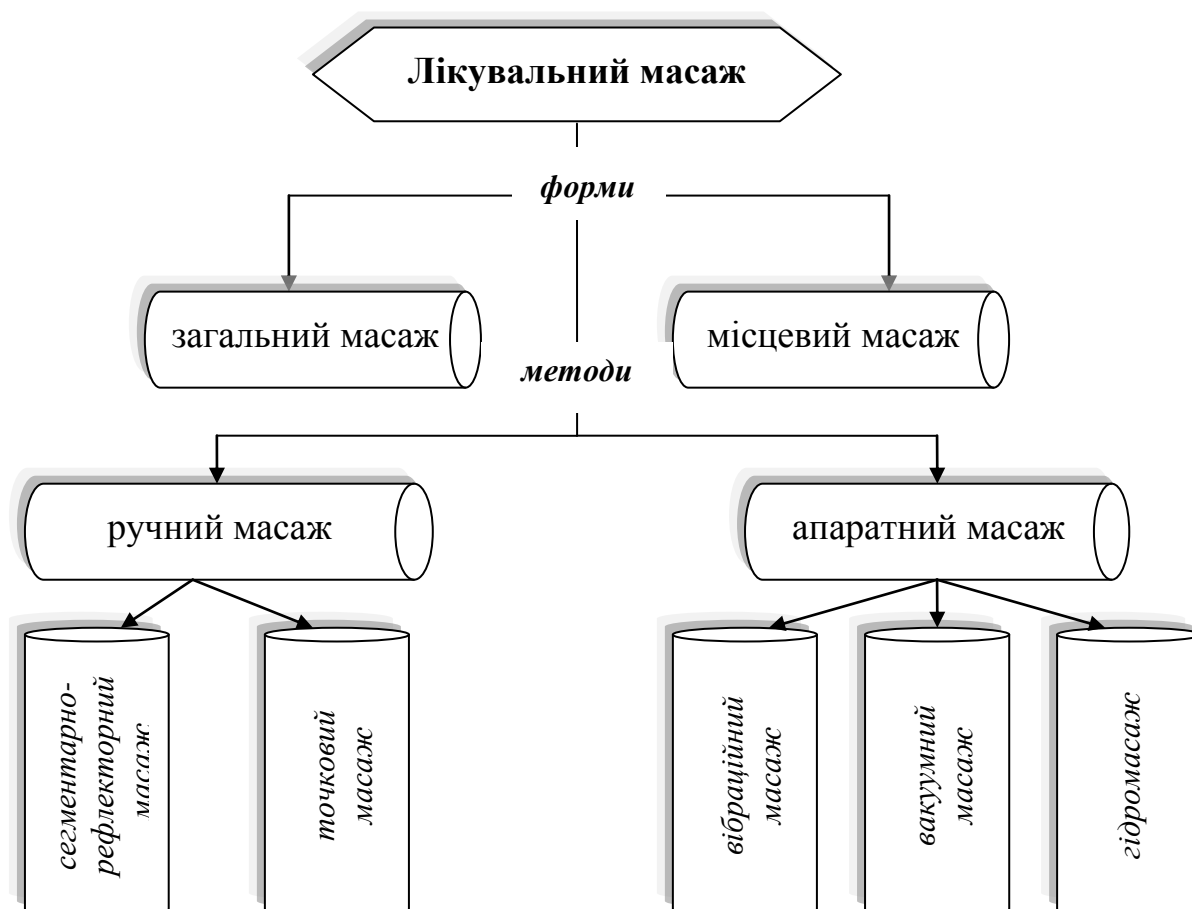 Лікувальний масаж
форми
загальний масаж
місцевий масаж
методи
ручний масаж
апаратний масаж
сегментарно-
рефлекторний
масаж
точковий
масаж
вібраційний
масаж
вакуумний
масаж
гідромасаж